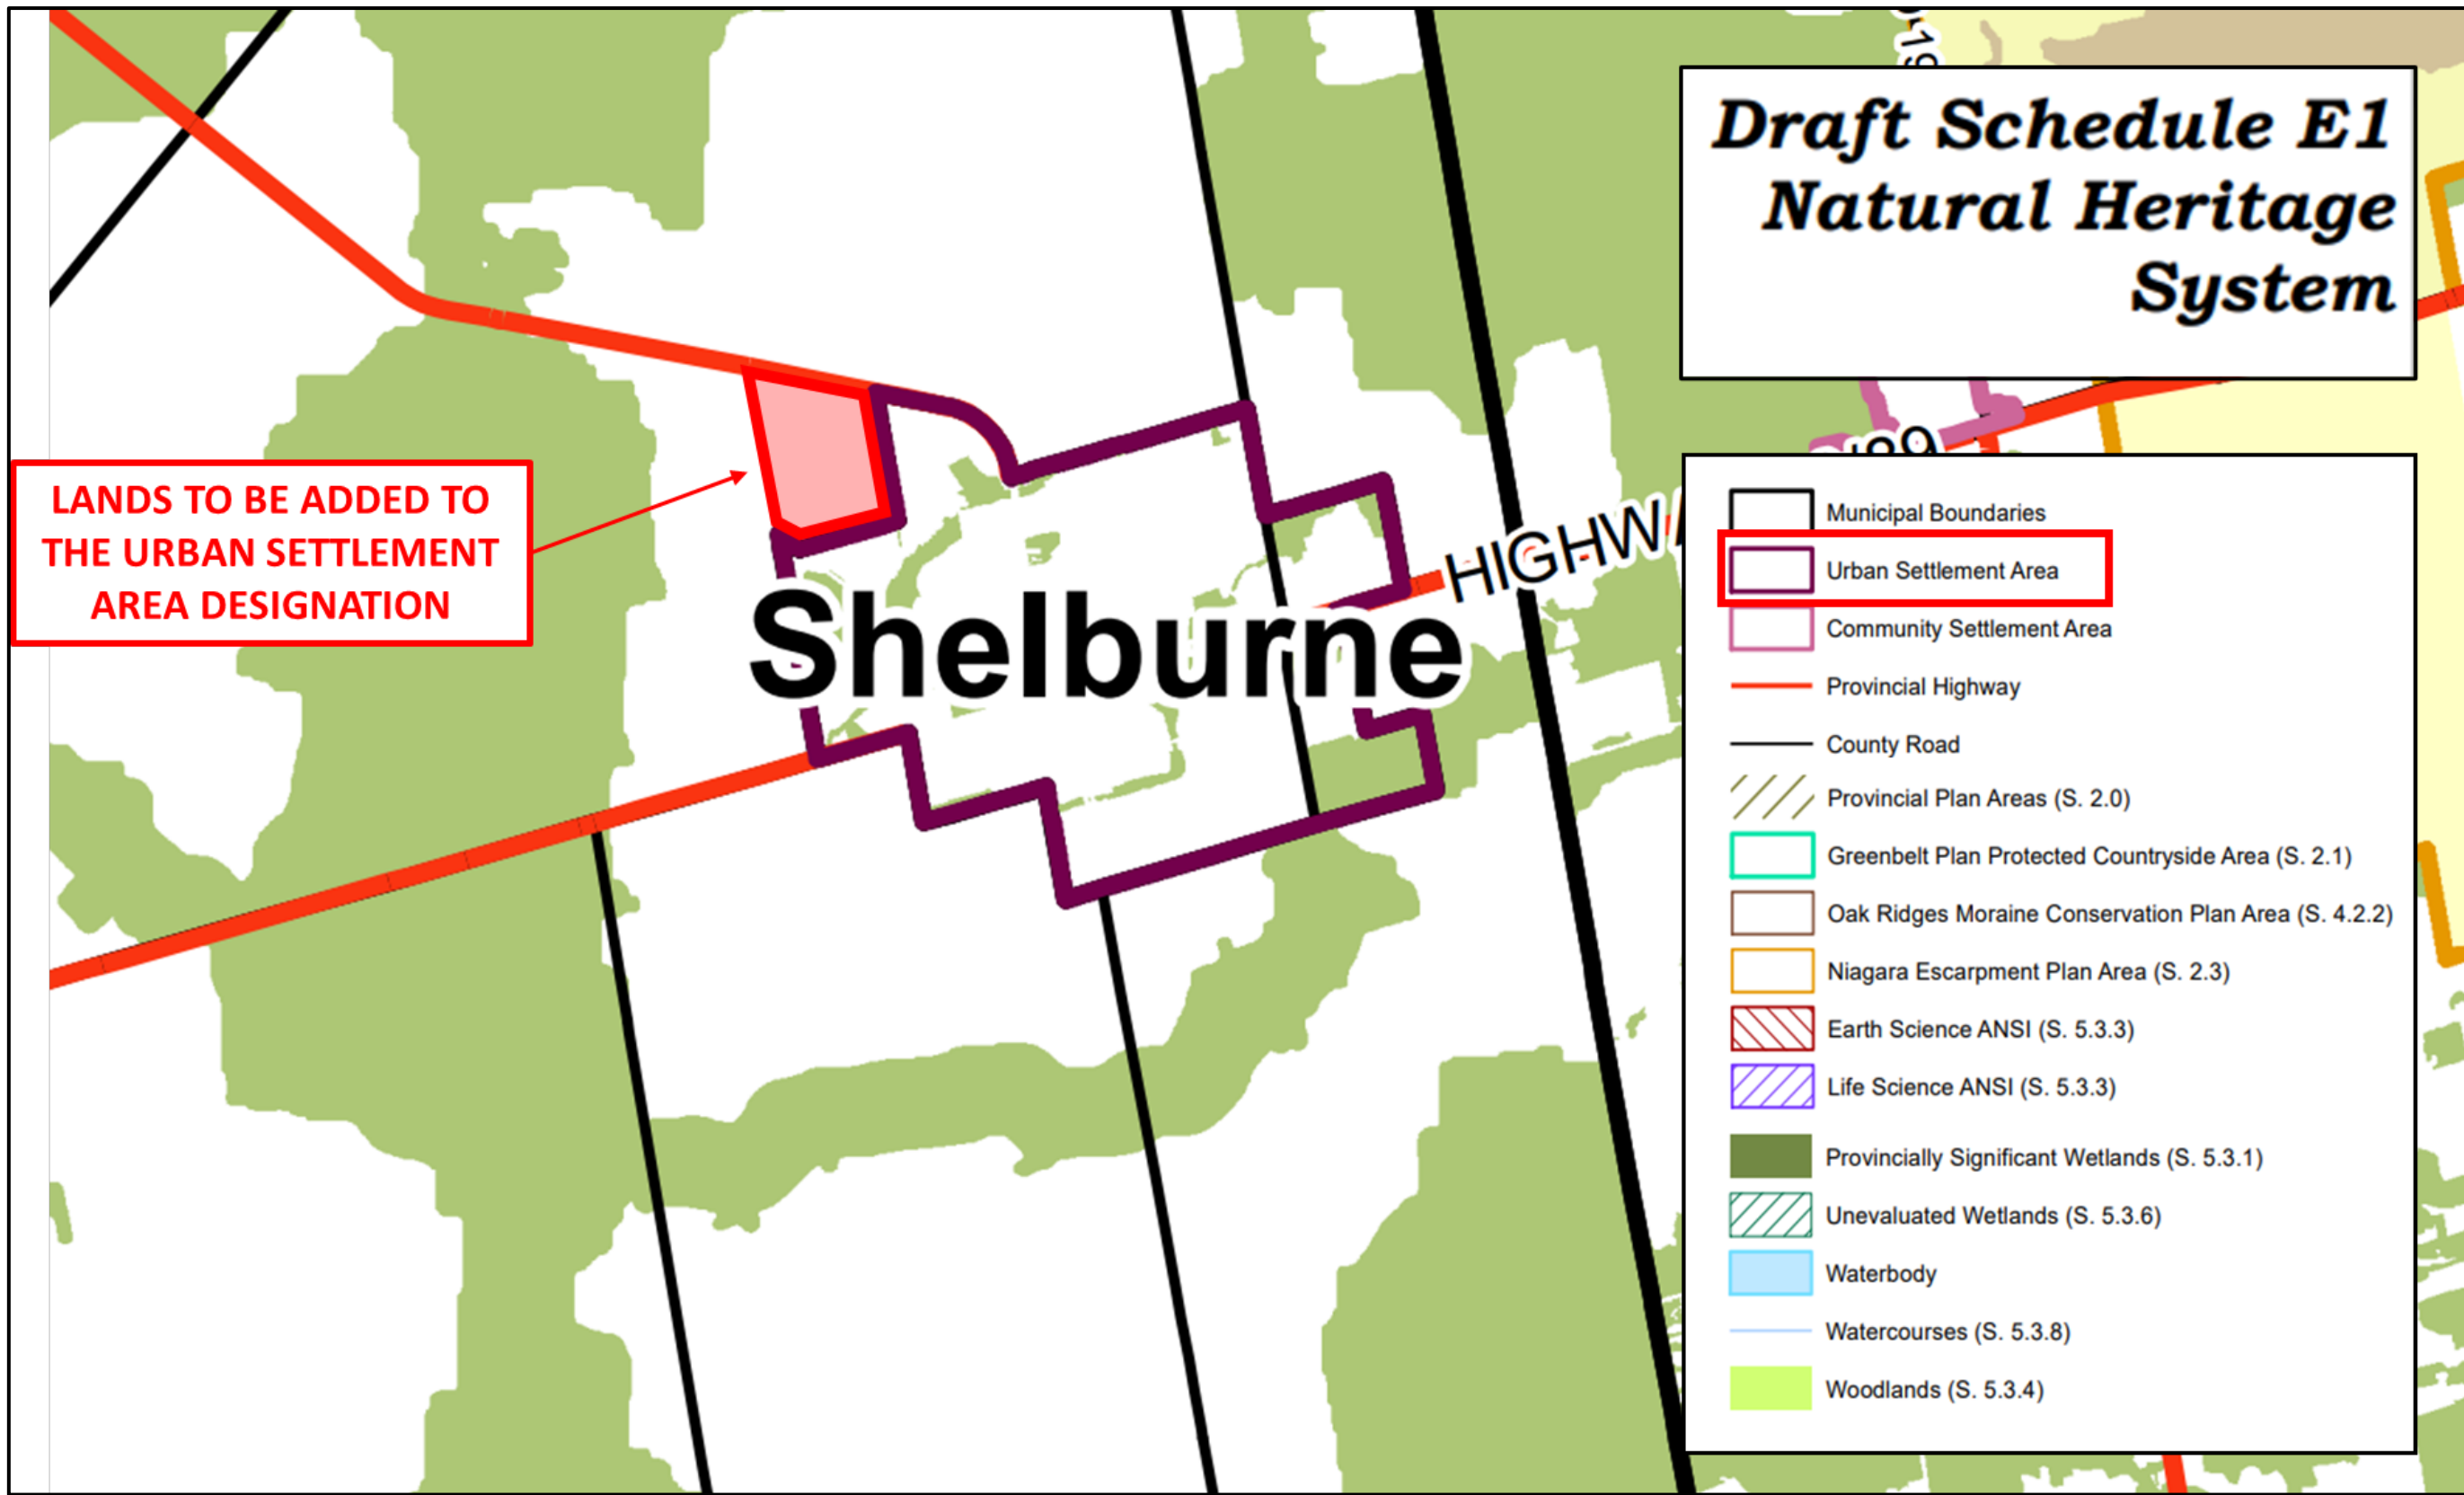 Draft Schedule E1
Natural Heritage
System
19
LANDS TO BE ADDED TO
THE URBAN SETTLEMENT
AREA DESIGNATION
Shelburne
Municipal Boundaries
Urban Settlement Area
Community Settlement Area
Provincial Highway
County Road
Provincial Plan Areas (S. 2.0)
Greenbelt Plan Protected Countryside Area (S. 2.1)
Oak Ridges Moraine Conservation Plan Area (S. 4.2.2)
Niagara Escarpment Plan Area (S. 2.3)
Earth Science ANSI (S. 5.3.3)
Life Science ANSI (S. 5.3.3)
Provincially Significant Wetlands (S. 5.3.1)
Unevaluated Wetlands (S. 5.3.6)
Waterbody
Watercourses (S. 5.3.8)
Woodlands (S. 5.3.4)